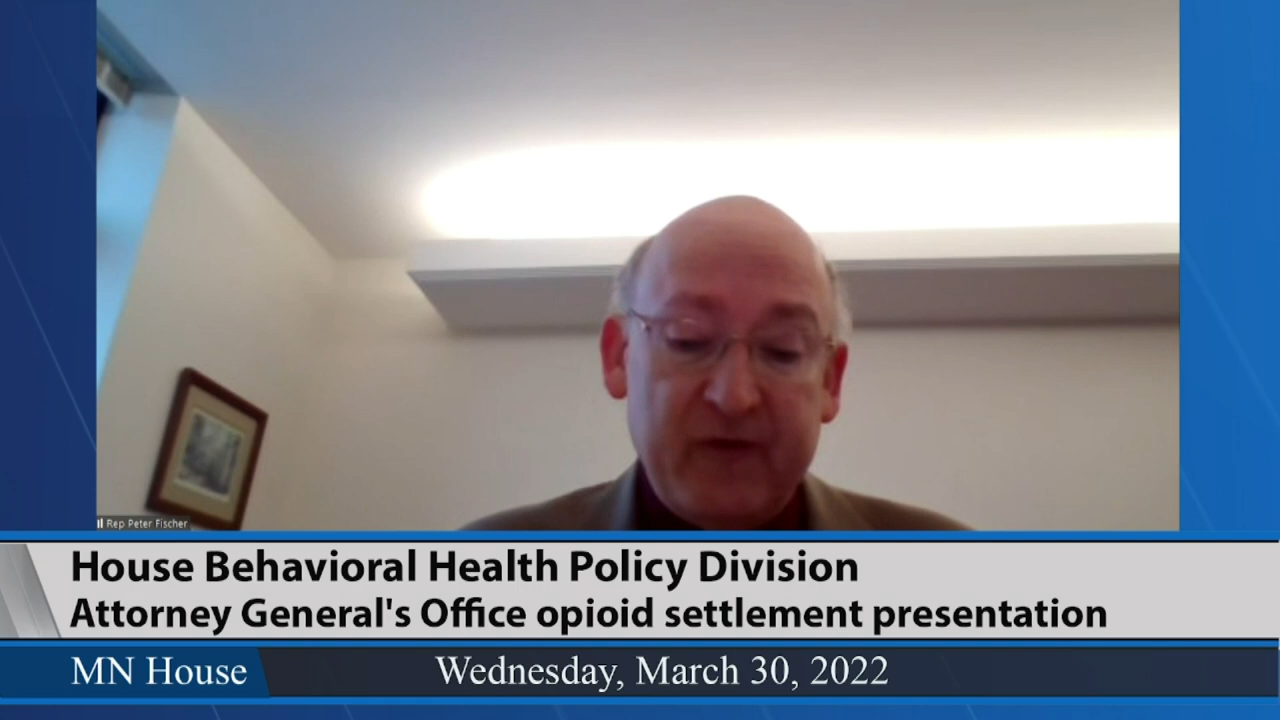 Rep Peter Fischer
House Behavioral Health Policy Division
Attorney General's Office opioid settlement presentation
MN House
Wednesday, March 30, 2022